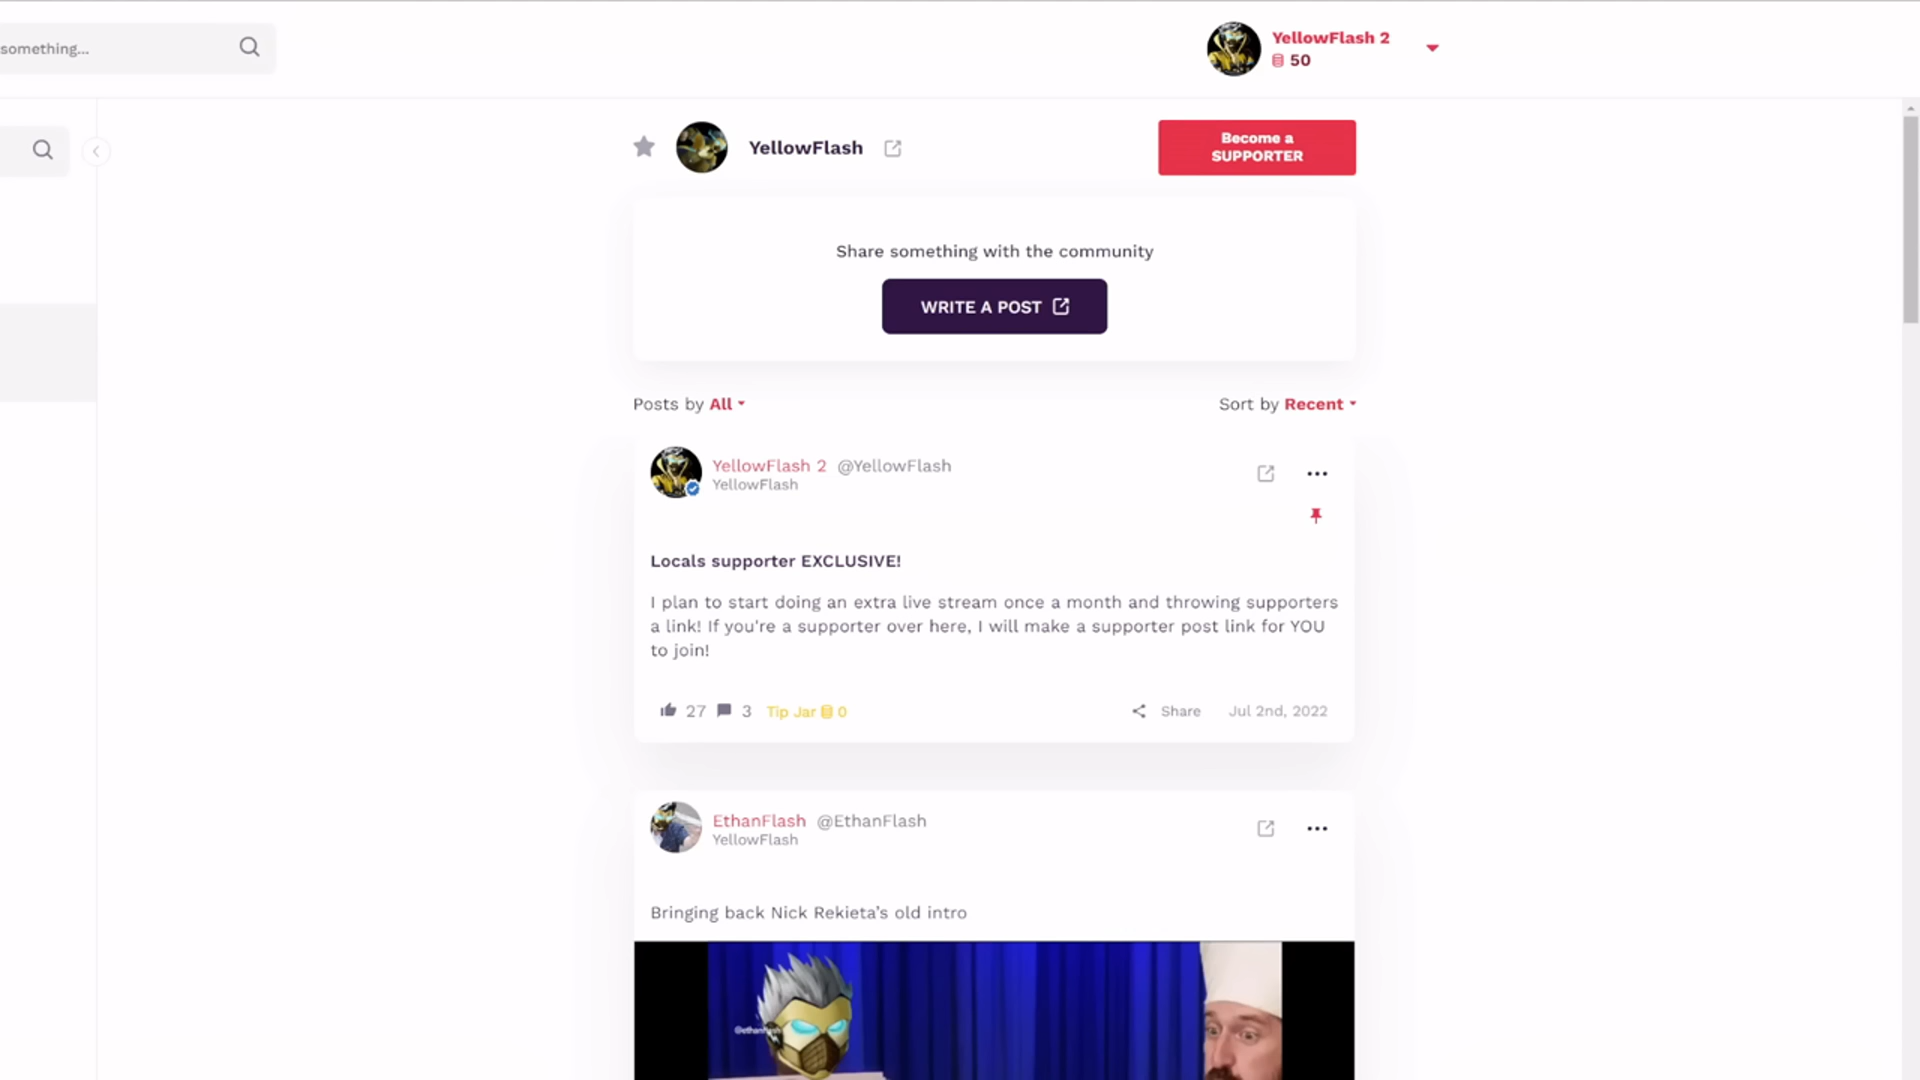 something...
YellowFlash 2
50
YellowFlash
Become a
SUPPORTER
Share something with the community
WRITE A POST
Posts by All
Sort by Recent
YellowFlash 2 @YellowFlash
YellowFlash
Locals supporter EXCLUSIVE!
I plan to start doing an extra live stream once a month and throwing supporters
a link! If you're a supporter over here, I will make a supporter post link for YOU
to join!
27 3 Tip Jar 0
Share Jul 2nd, 2022
EthanFlash @EthanFlash
YellowFlash
Bringing back Nick Rekieta’s old intro
@ethanflash